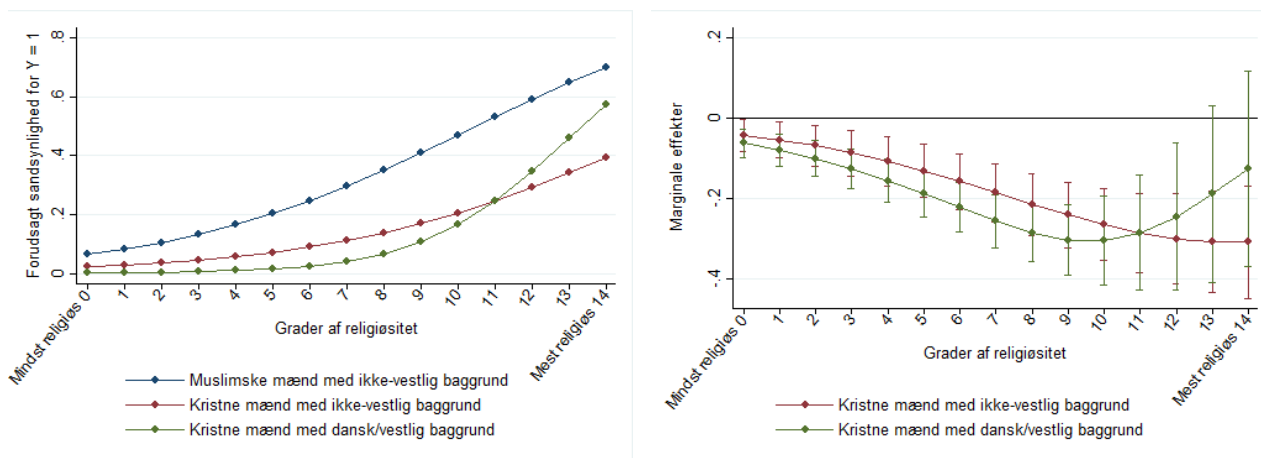 Forudsagt sandsynlighed for Y = 1
.8
.6
.4
.2
0
Mindst religiøs 0
1
2
3
4
5
6
7
8
9
10
11
12
13
Mest religiøs 14
Grader af religiøsitet
Muslimske mænd med ikke-vestlig baggrund
Kristne mænd med ikke-vestlig baggrund
Kristne mænd med dansk/vestlig baggrund
Marginale effekter
.2
0
-.2
-.4
Mindst religiøs 0
1
2
3
4
5
6
7
8
9
10
11
12
13
Mest religiøs 14
Grader af religiøsitet
Kristne mænd med ikke-vestlig baggrund
Kristne mænd med dansk/vestlig baggrund